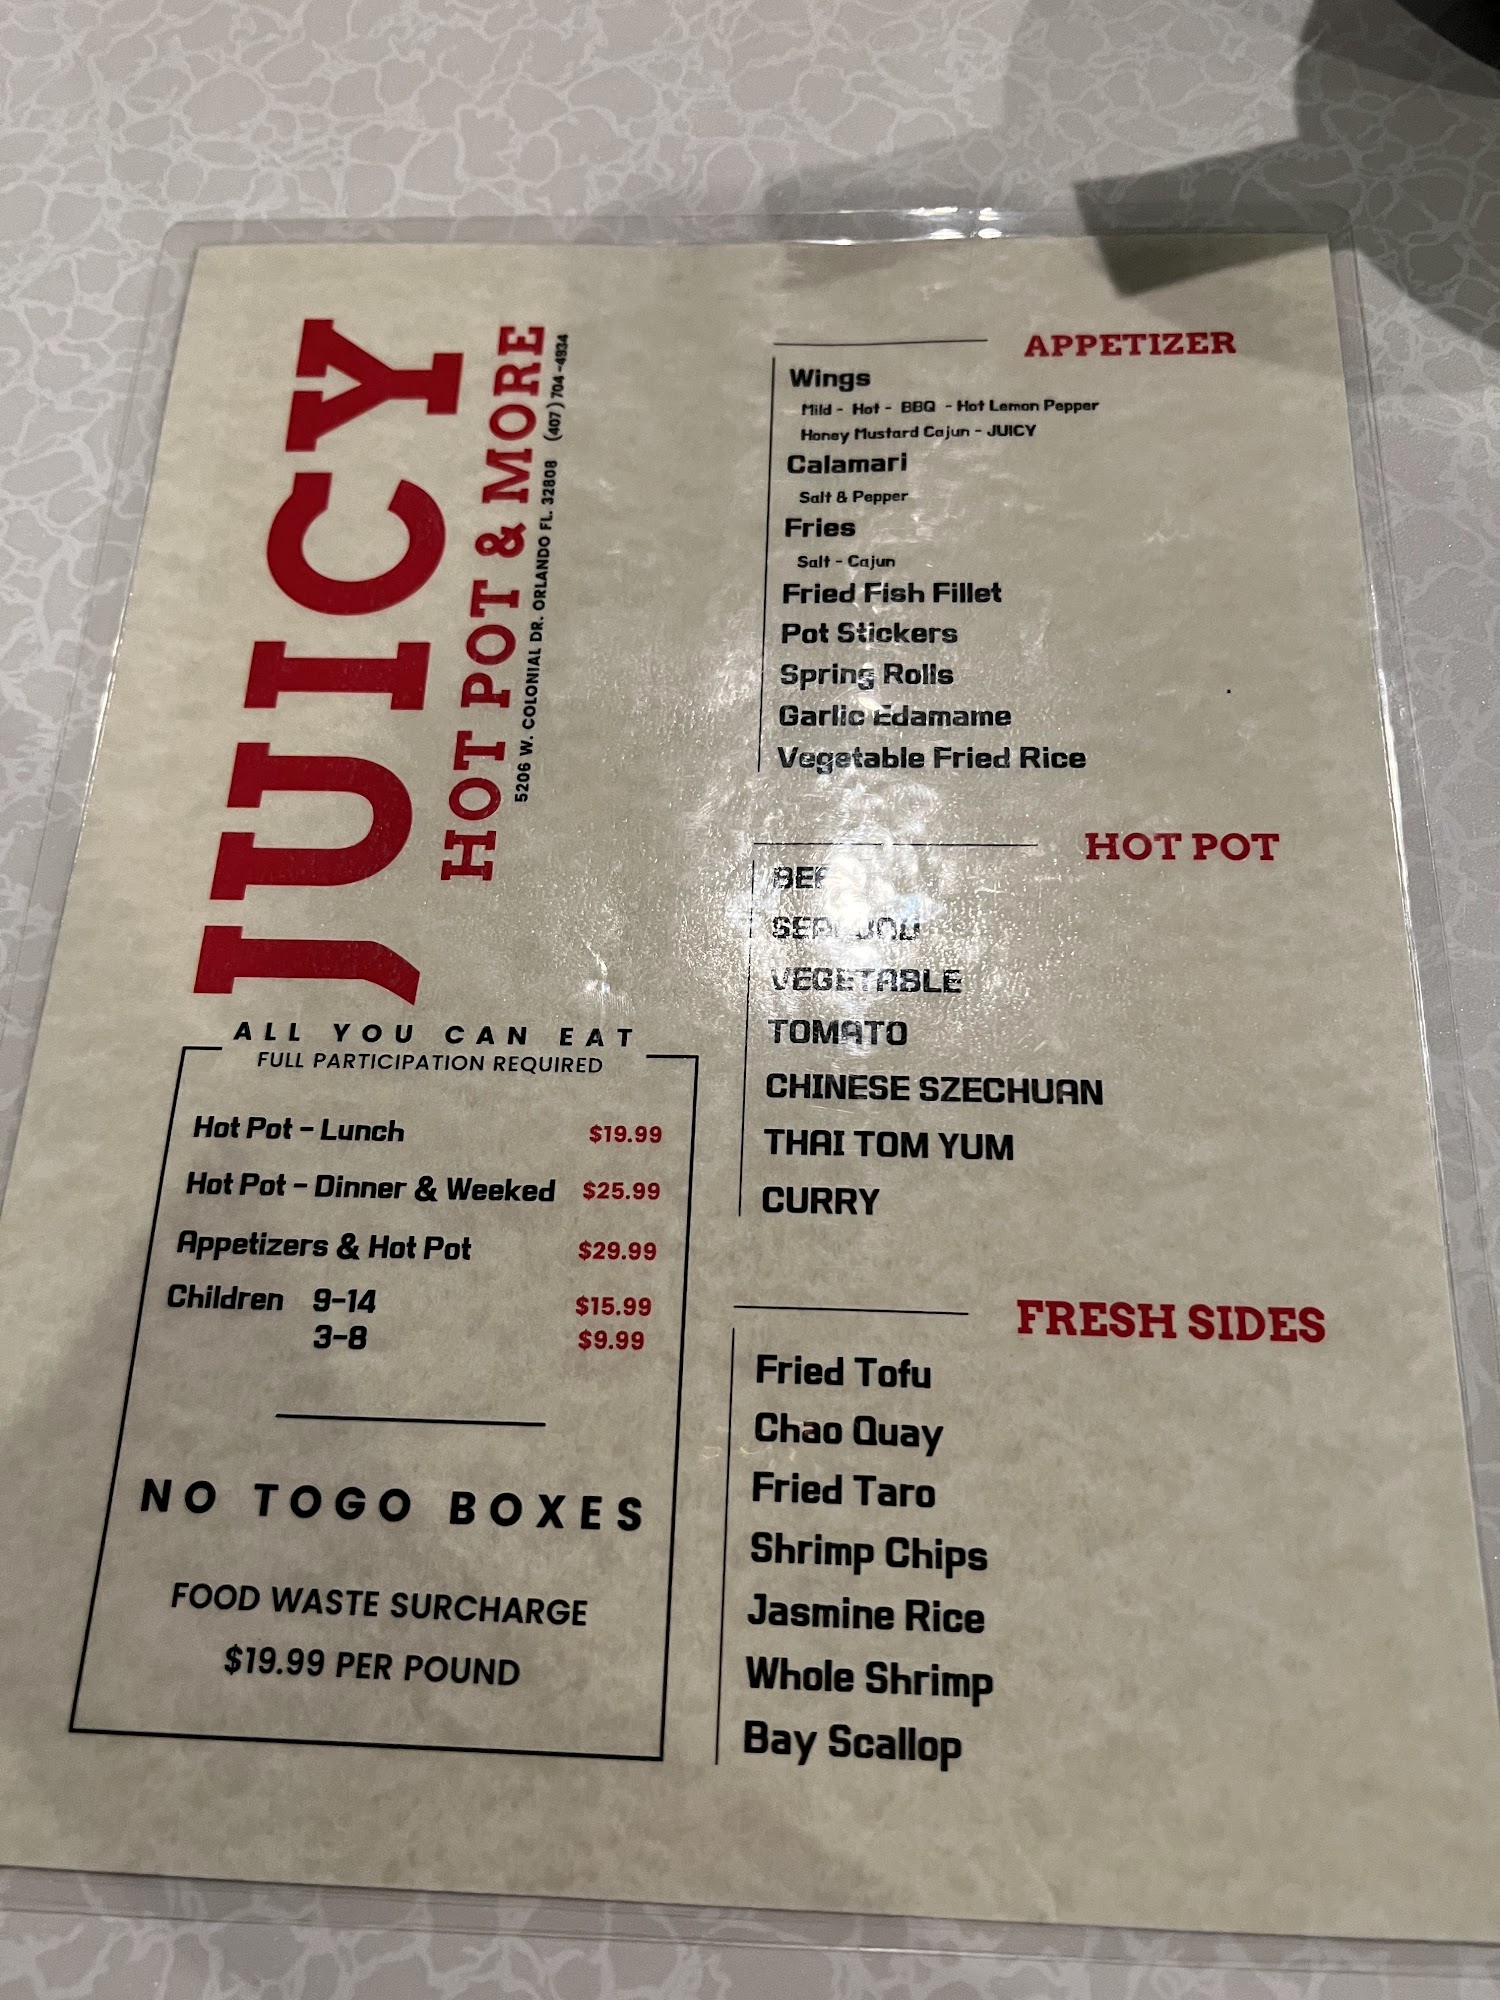 JUICY
HOT POT & MORE
5206 W. COLONIAL DR. ORLANDO FL. 32808 (407) 704-4934
ALL YOU CAN EAT
FULL PARTICIPATION REQUIRED
Hot Pot - Lunch $19.99
Hot Pot - Dinner & Weeked $25.99
Appetizers & Hot Pot $29.99
Children 9-14 $15.99
3-8 $9.99
NO TOGO BOXES
FOOD WASTE SURCHARGE
$19.99 PER POUND
APPETIZER
Wings
Mild - Hot - BBQ - Hot Lemon Pepper
Honey Mustard Cajun - JUICY
Calamari
Salt & Pepper
Fries
Salt - Cajun
Fried Fish Fillet
Pot Stickers
Spring Rolls
Garlic Edamame
Vegetable Fried Rice
HOT POT
SEAFOOD
VEGETABLE
TOMATO
CHINESE SZECHUAN
THAI TOM YUM
CURRY
FRESH SIDES
Fried Tofu
Chao Quay
Fried Taro
Shrimp Chips
Jasmine Rice
Whole Shrimp
Bay Scallop